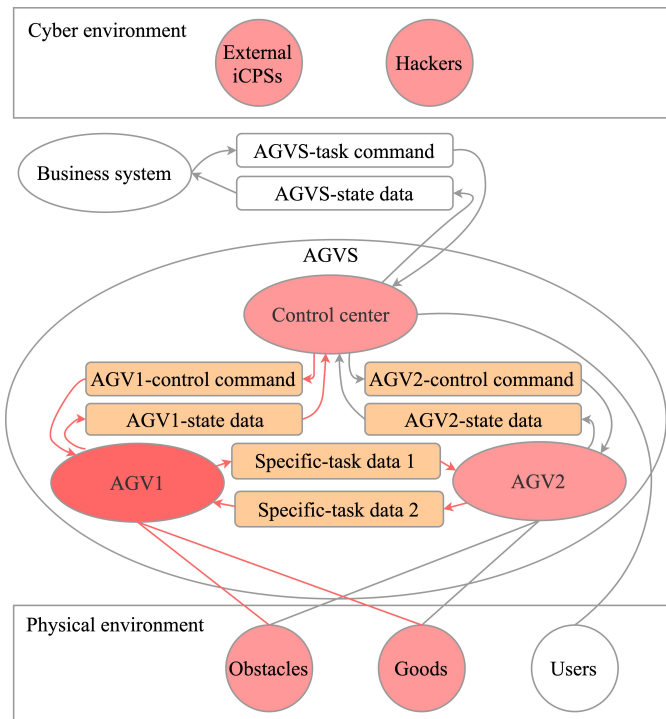 Cyber environment
External
iCPSs
Hackers
Business system
AGVS-task command
AGVS-state data
AGVS
Control center
AGV1-control command
AGV2-control command
AGV1-state data
AGV2-state data
Specific-task data 1
AGV1
AGV2
Specific-task data 2
Physical environment
Obstacles
Goods
Users